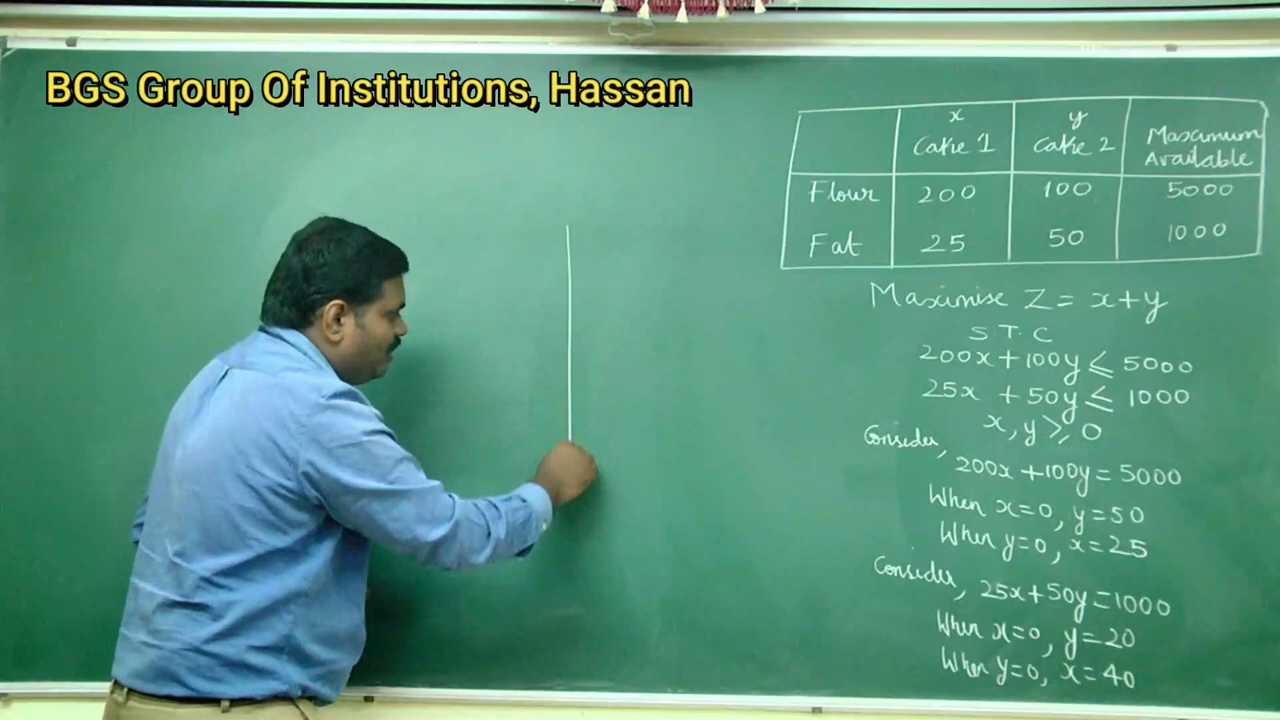 BGS Group Of Institutions, Hassan
x y
Cake 1 Cake 2 Maximum
Available
Flour 200 100 5000
Fat 25 50 1000
Maximise Z = x+y
S.T.C
200x+100y ≤ 5000
25x +50y ≤ 1000
x, y ≥ 0
Consider,
200x+100y = 5000
When x=0, y=50
When y=0, x=25
Consider, 25x+50y=1000
When x=0, y=20
When y=0, x=40